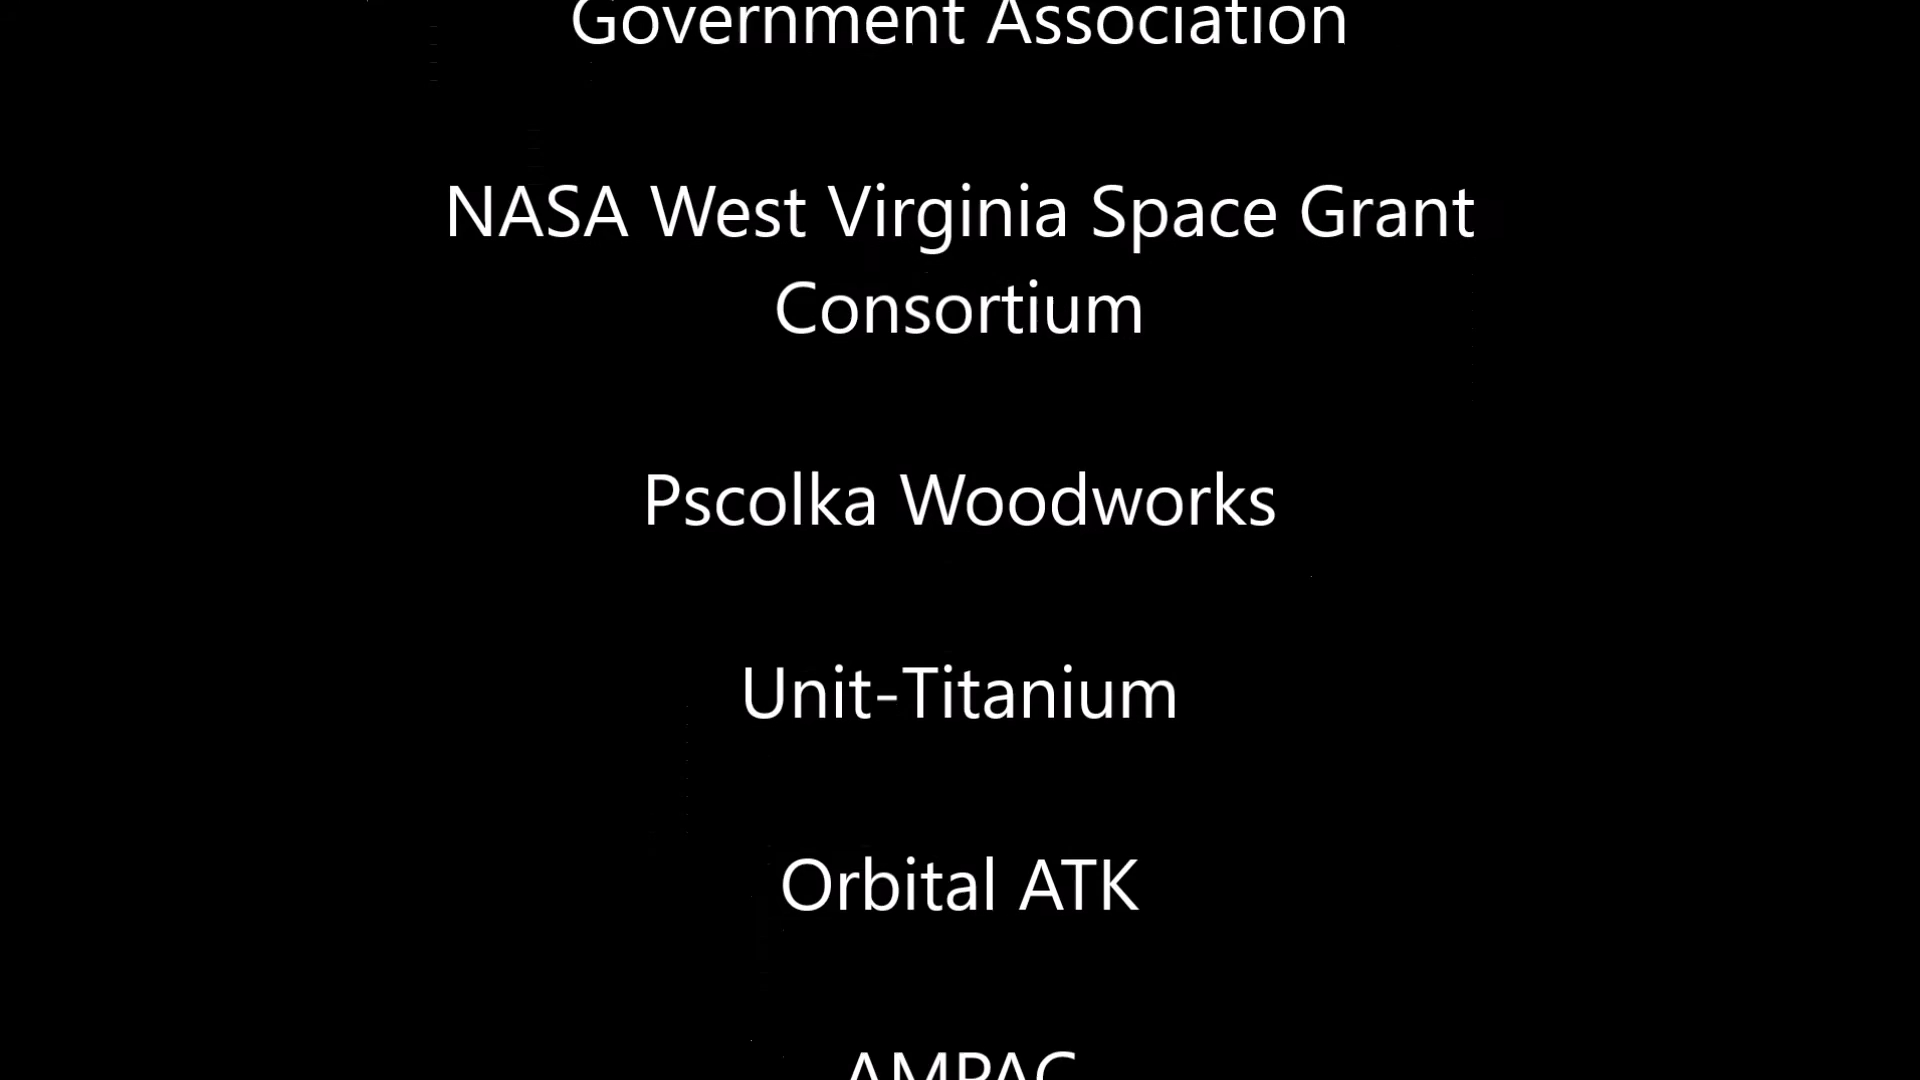 Government Association
NASA West Virginia Space Grant
Consortium
Pscolka Woodworks
Unit-Titanium
Orbital ATK
AMPAC